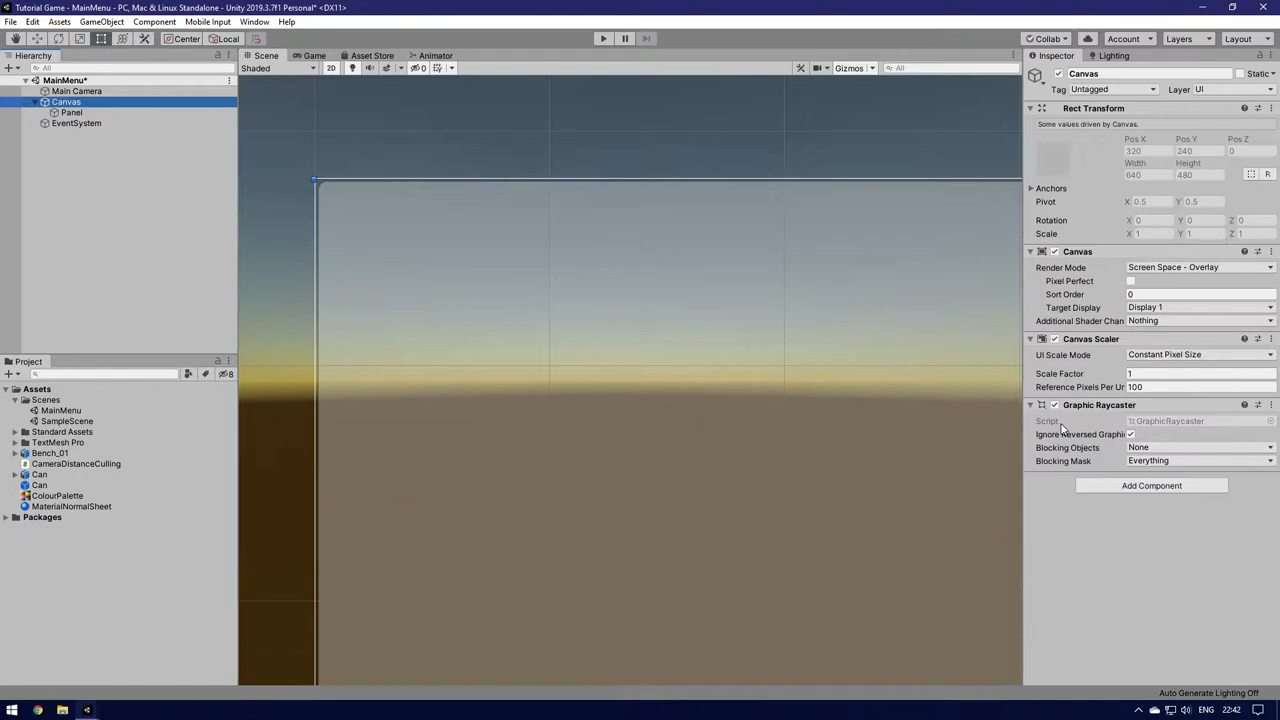 Tutorial Game - MainMenu - PC, Mac & Linux Standalone - Unity 2019.3.7f1 Personal* <DX11>
File Edit Assets GameObject Component Mobile Input Window Help
Center Local Collab Account Layers Layout
Hierarchy
All
MainMenu*
Main Camera
Canvas
Panel
EventSystem
Project
8
Assets
Scenes
MainMenu
SampleScene
Standard Assets
TextMesh Pro
Bench_01
CameraDistanceCulling
Can
Can
ColourPalette
MaterialNormalSheet
Packages
Scene Game Asset Store Animator
Shaded 2D 0 Gizmos All
Inspector Lighting
Canvas Static
Tag Untagged Layer UI
Rect Transform
Some values driven by Canvas.
Pos X Pos Y Pos Z
320 240 0
Width Height
640 480 R
Anchors
Pivot X 0.5 Y 0.5
Rotation X 0 Y 0 Z 0
Scale X 1 Y 1 Z 1
Canvas
Render Mode Screen Space - Overlay
Pixel Perfect
Sort Order 0
Target Display Display 1
Additional Shader Chan Nothing
Canvas Scaler
UI Scale Mode Constant Pixel Size
Scale Factor 1
Reference Pixels Per Ur 100
Graphic Raycaster
Script GraphicRaycaster
Ignore Reversed Graphic
Blocking Objects None
Blocking Mask Everything
Add Component
Auto Generate Lighting Off
ENG 22:42